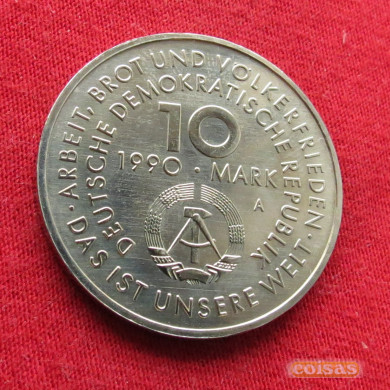 · ARBEIT, BROT UND VÖLKERFRIEDEN · DAS IST UNSERE WELT
DEUTSCHE DEMOKRATISCHE REPUBLIK
10
1990 · MARK
A
eoisas